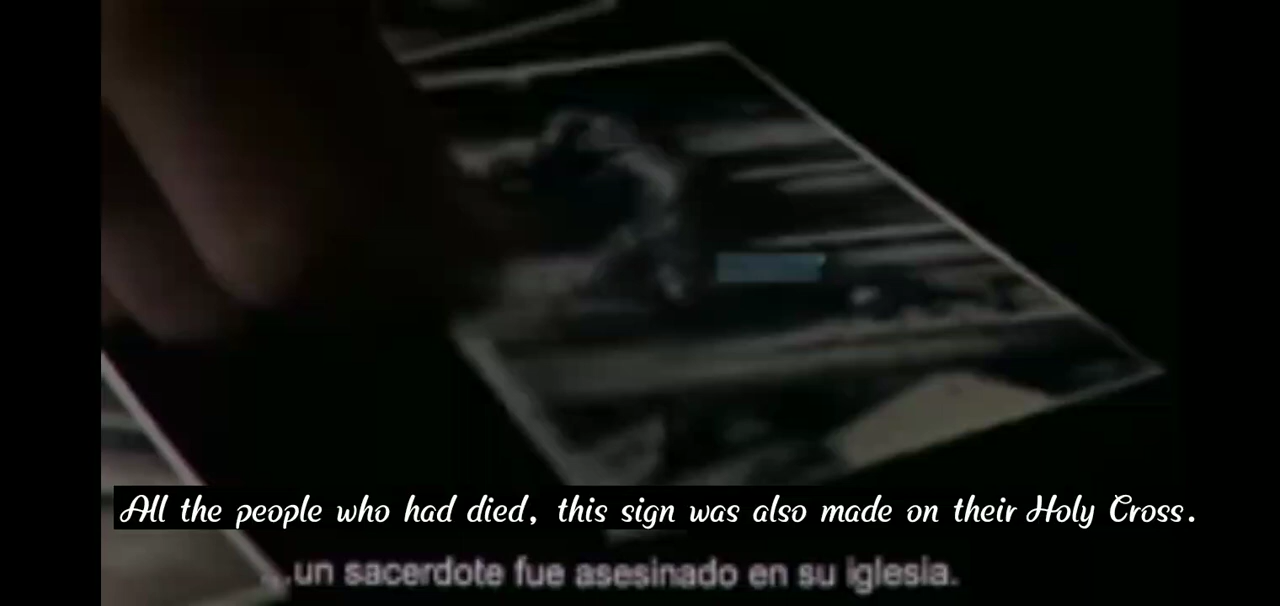 All the people who had died, this sign was also made on their Holy Cross.
...un sacerdote fue asesinado en su iglesia.